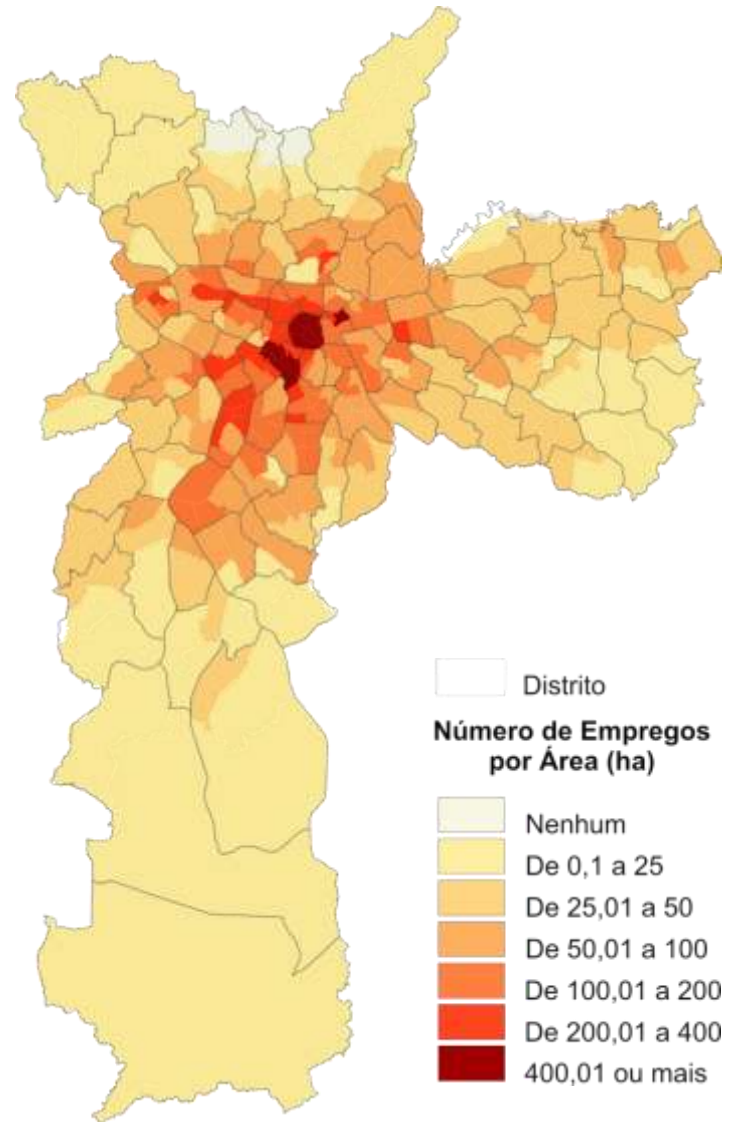 Distrito
Número de Empregos
por Área (ha)
Nenhum
De 0,1 a 25
De 25,01 a 50
De 50,01 a 100
De 100,01 a 200
De 200,01 a 400
400,01 ou mais